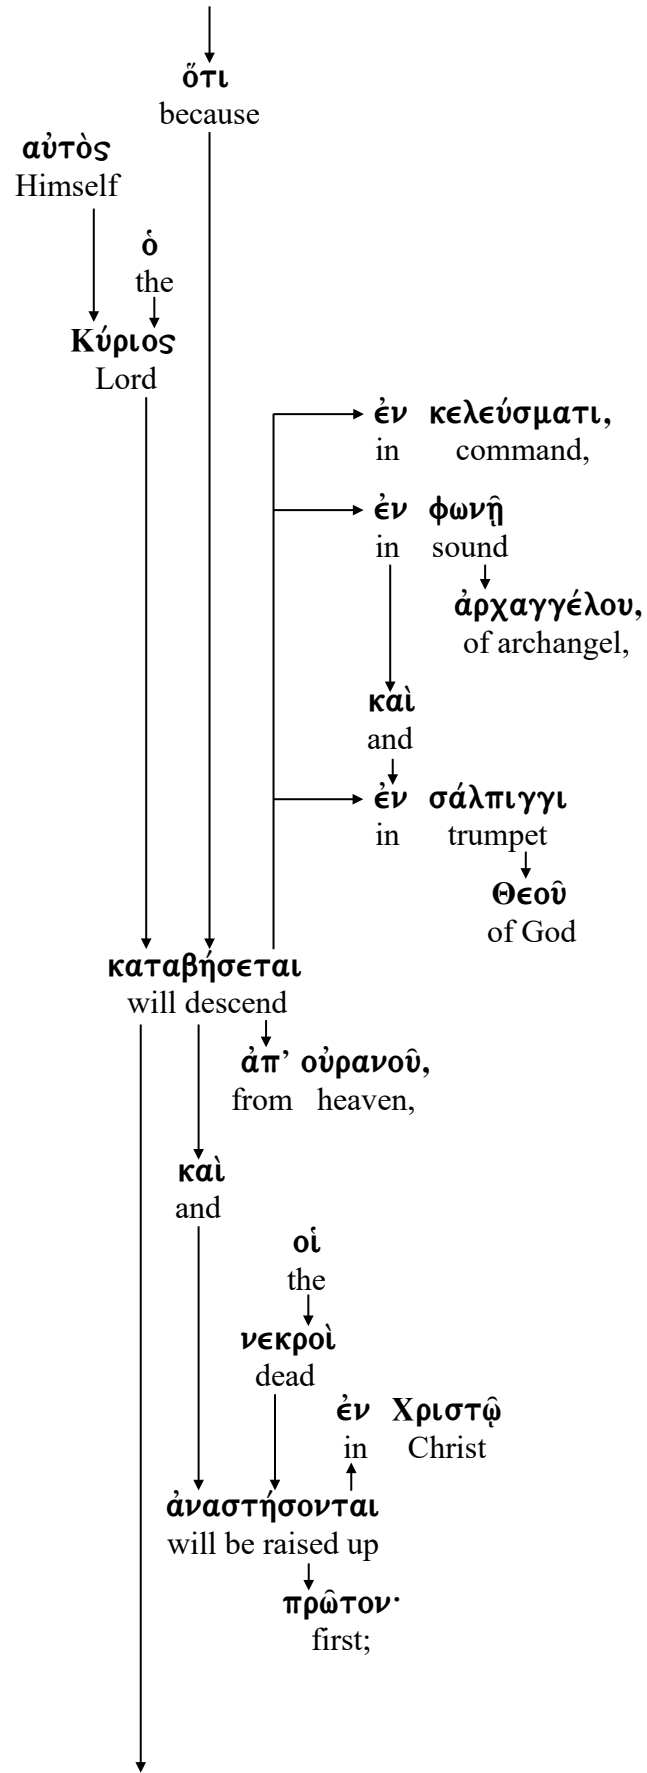 ὅτι
because
αὐτὸς
Himself
ὁ
the
Κύριος
Lord
ἐν κελεύσματι,
in command,
ἐν φωνῇ
in sound
ἀρχαγγέλου,
of archangel,
καὶ
and
ἐν σάλπιγγι
in trumpet
Θεοῦ
of God
καταβήσεται
will descend
ἀπ’ οὐρανοῦ,
from heaven,
καὶ
and
οἱ
the
νεκροὶ
dead
ἐν Χριστῷ
in Christ
ἀναστήσονται
will be raised up
πρῶτον·
first;